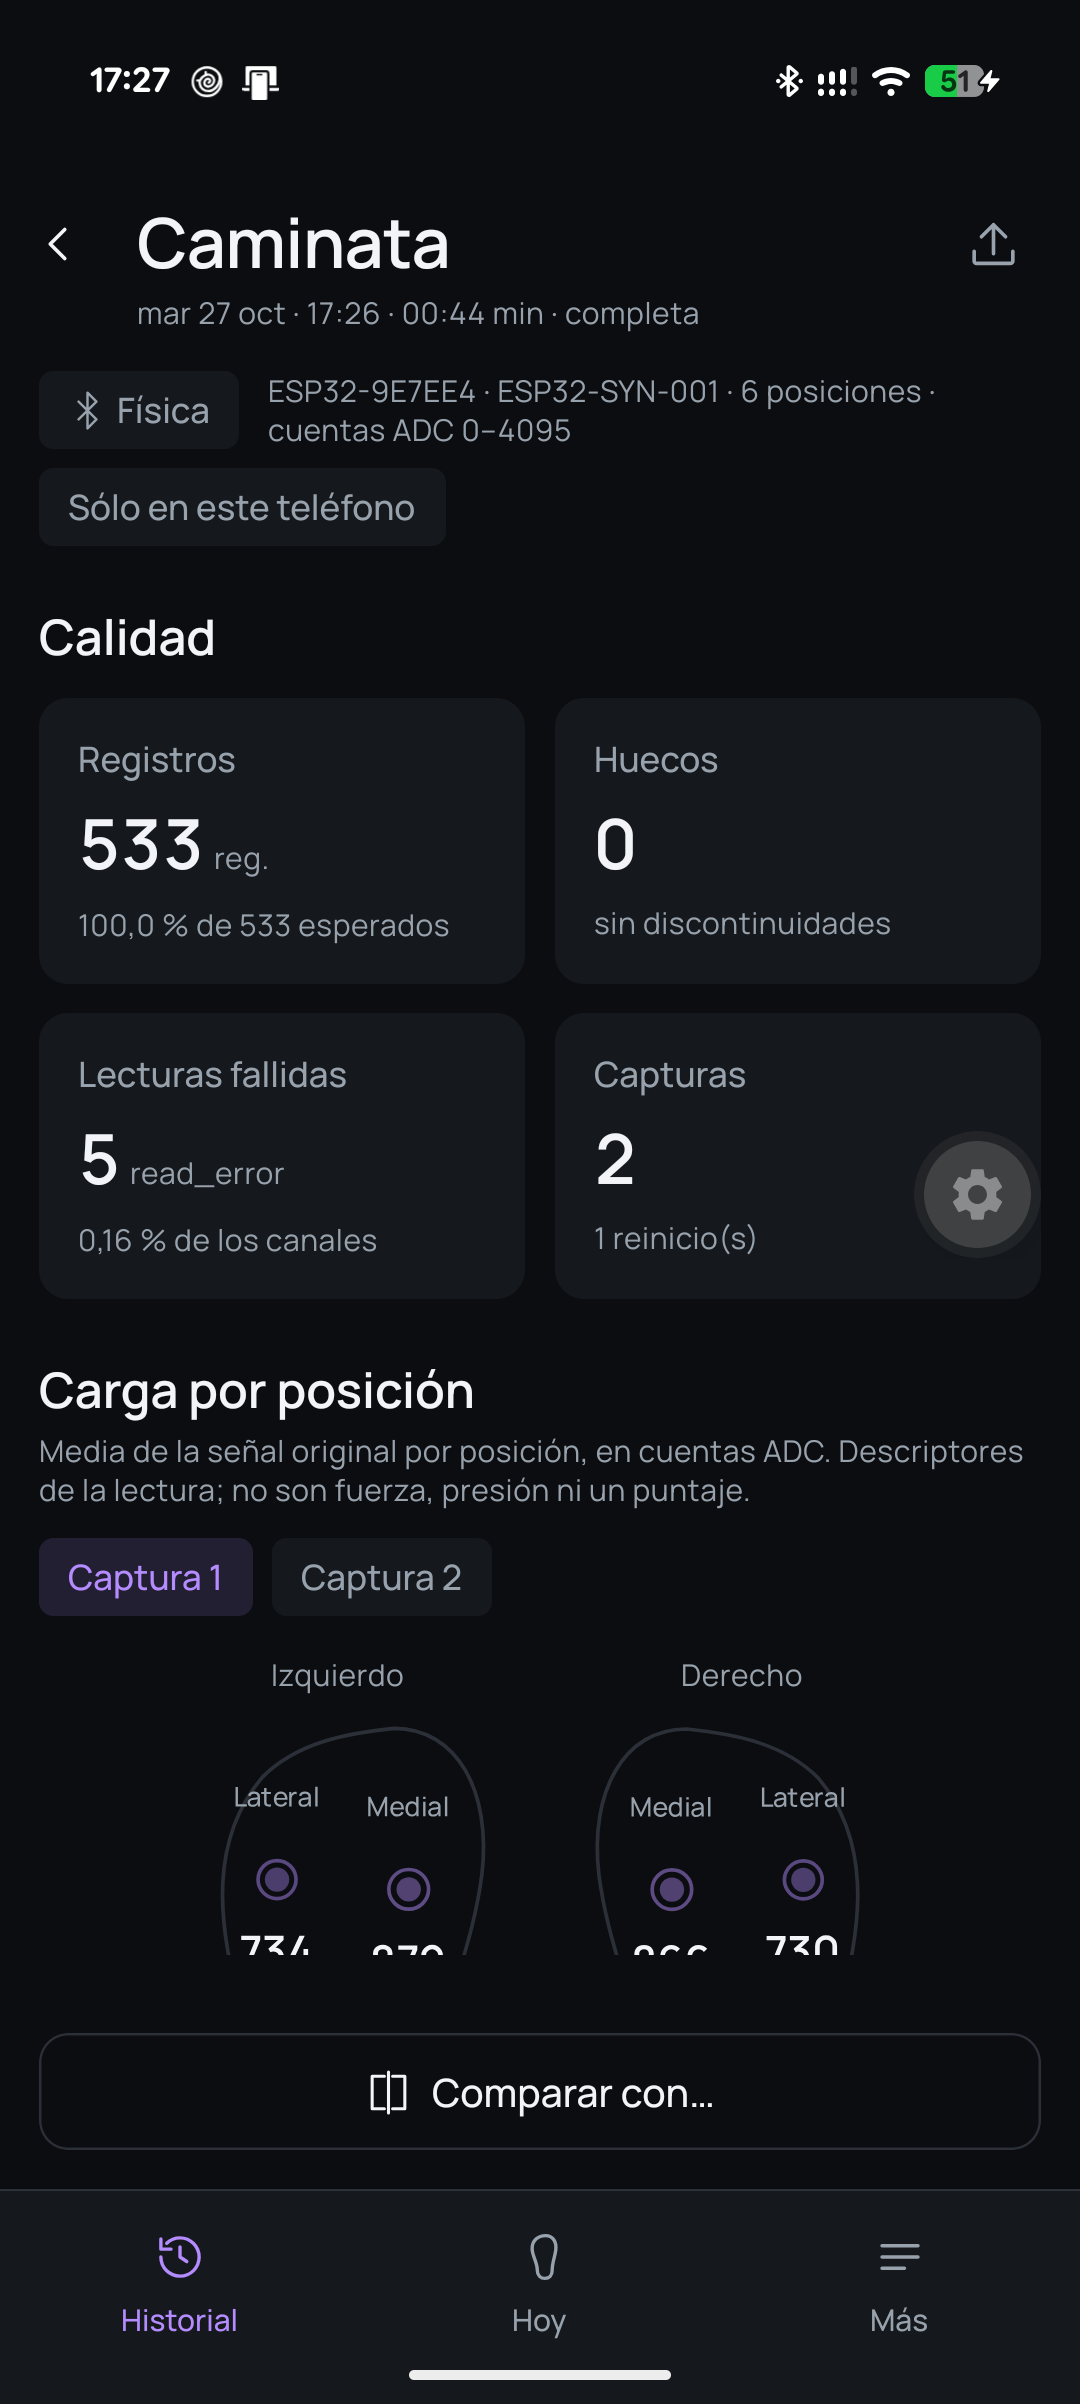 17:27
51
Caminata
mar 27 oct · 17:26 · 00:44 min · completa
Física
ESP32-9E7EE4 · ESP32-SYN-001 · 6 posiciones ·
cuentas ADC 0–4095
Sólo en este teléfono
Calidad
Registros
533 reg.
100,0 % de 533 esperados
Huecos
0
sin discontinuidades
Lecturas fallidas
5 read_error
0,16 % de los canales
Capturas
2
1 reinicio(s)
Carga por posición
Media de la señal original por posición, en cuentas ADC. Descriptores
de la lectura; no son fuerza, presión ni un puntaje.
Captura 1
Captura 2
Izquierdo
Derecho
Lateral
Medial
Medial
Lateral
734
730
Comparar con...
Historial
Hoy
Más